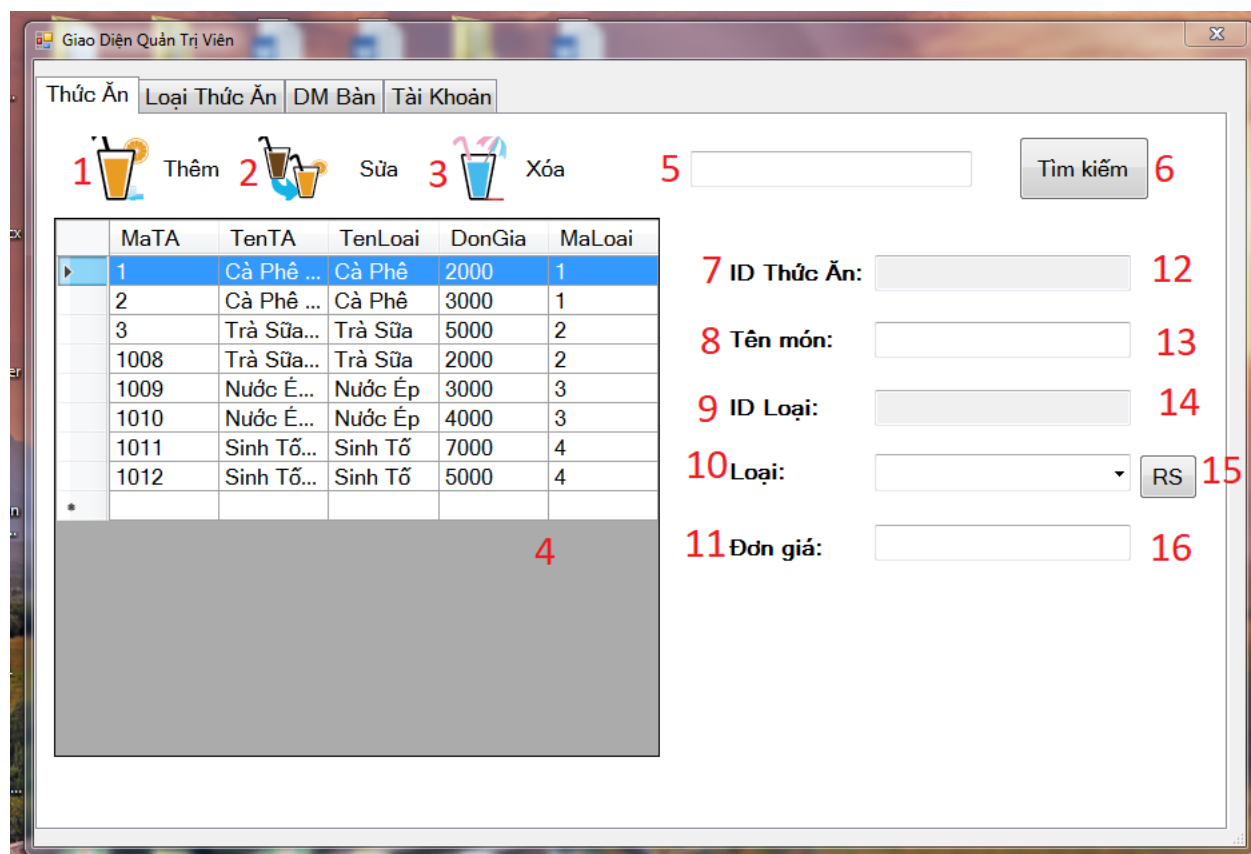 Giao Diện Quản Trị Viên
Thức Ăn Loại Thức Ăn DM Bàn Tài Khoản
1 Thêm 2 Sửa 3 Xóa 5 Tìm kiếm 6
MaTA TenTA TenLoai DonGia MaLoai
1 Cà Phê ... Cà Phê 2000 1
2 Cà Phê ... Cà Phê 3000 1
3 Trà Sữa... Trà Sữa 5000 2
1008 Trà Sữa... Trà Sữa 2000 2
1009 Nước É... Nước Ép 3000 3
1010 Nước É... Nước Ép 4000 3
1011 Sinh Tố... Sinh Tố 7000 4
1012 Sinh Tố... Sinh Tố 5000 4
4
7 ID Thức Ăn: 12
8 Tên món: 13
9 ID Loại: 14
10 Loại: RS 15
11 Đơn giá: 16